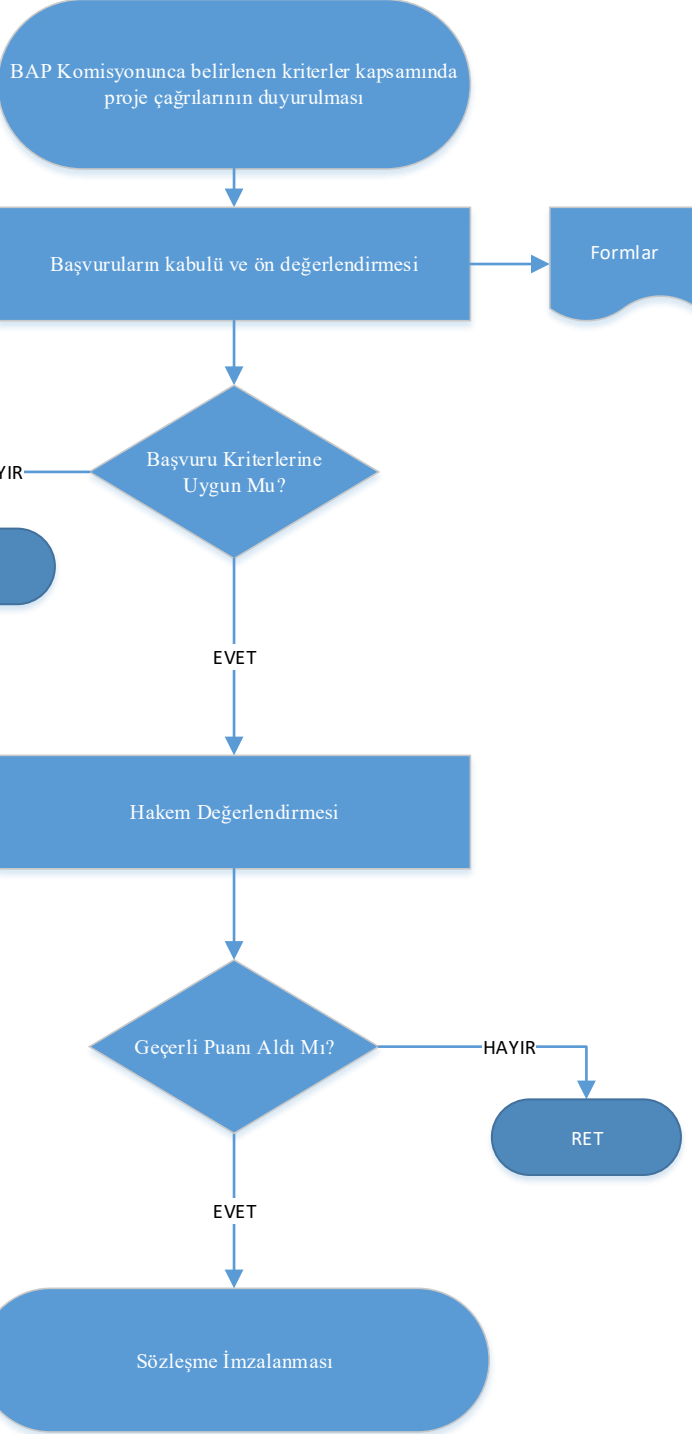 BAP Komisyonunca belirlenen kriterler kapsamında
proje çağrılarının duyurulması
Başvuruların kabulü ve ön değerlendirmesi
Formlar
Başvuru Kriterlerine
Uygun Mu?
YIR
EVET
Hakem Değerlendirmesi
Geçerli Puanı Aldı Mı?
HAYIR
RET
EVET
Sözleşme İmzalanması